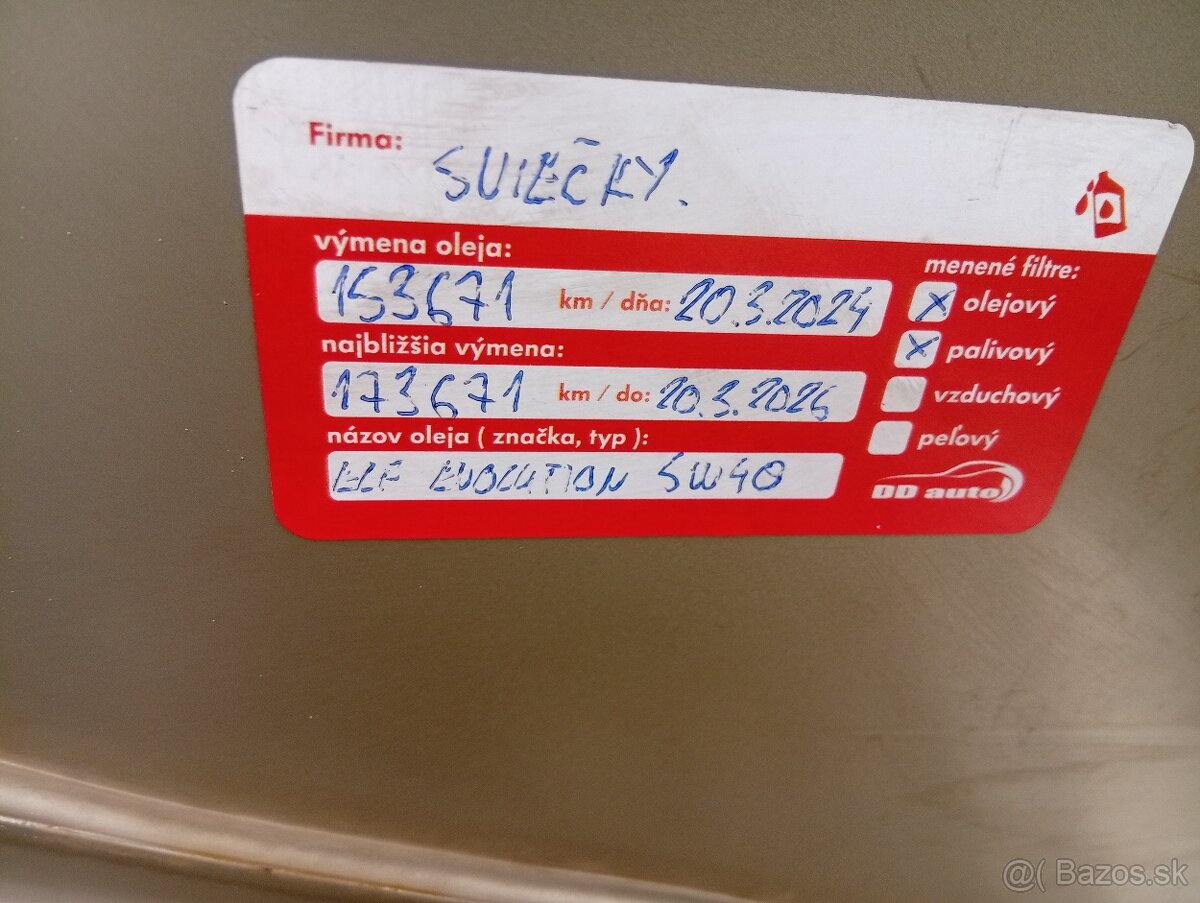 Firma: SVIEČKY.
výmena oleja:
153671 km / dňa: 20.3.2024
najbližšia výmena:
173671 km / do: 20.3.2026
názov oleja ( značka, typ ):
ELF EVOLUTION 5W40
menené filtre:
x olejový
x palivový
vzduchový
peľový
DD auto
@( Bazos.sk